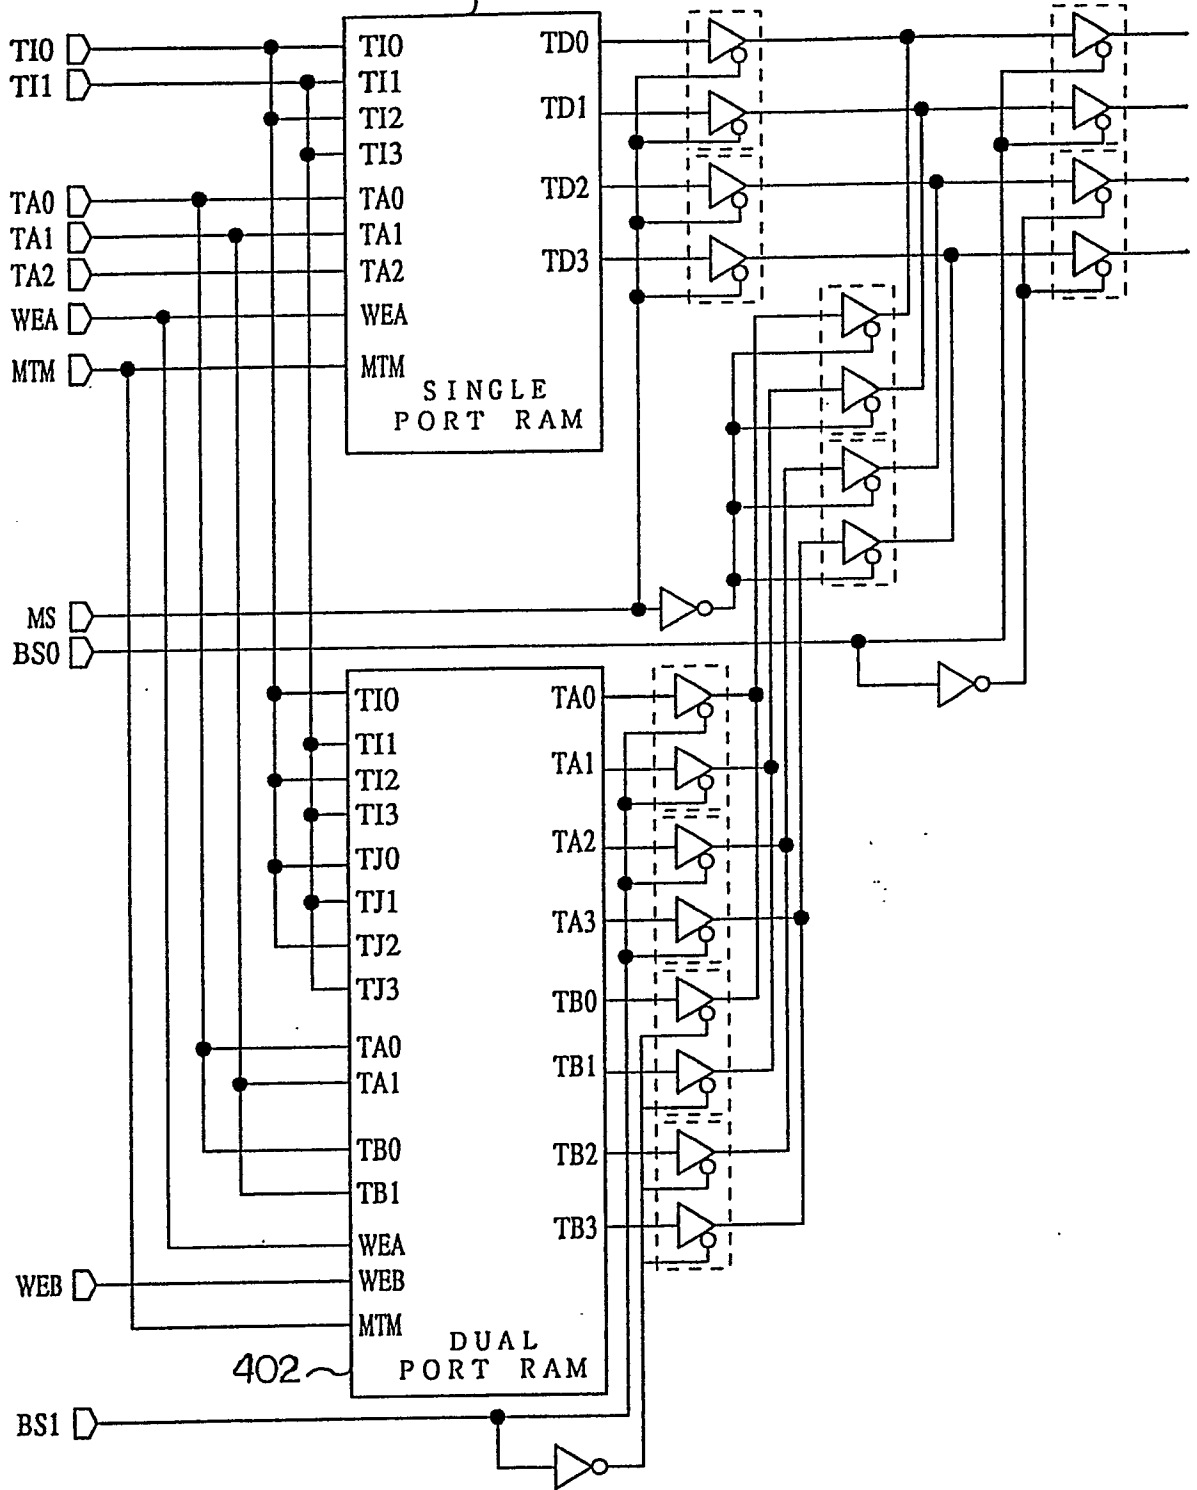 TI0
TI1
TA0
TA1
TA2
WEA
MTM
TI0
TI1
TI2
TI3
TA0
TA1
TA2
WEA
MTM
TD0
TD1
TD2
TD3
SINGLE
PORT RAM
MS
BS0
TI0
TI1
TI2
TI3
TJ0
TJ1
TJ2
TJ3
TA0
TA1
TB0
TB1
WEA
WEB
MTM
TA0
TA1
TA2
TA3
TB0
TB1
TB2
TB3
DUAL
PORT RAM
WEB
402
BS1